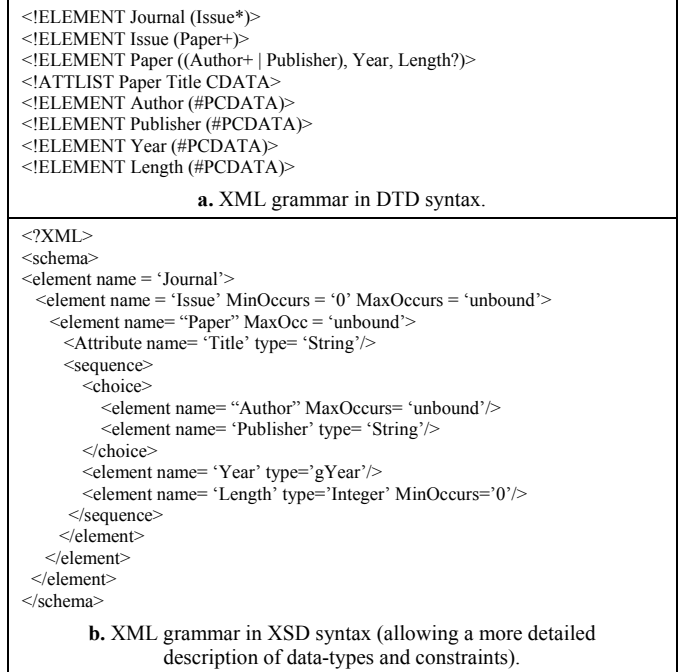 <!ELEMENT Journal (Issue*)>
<!ELEMENT Issue (Paper+)>
<!ELEMENT Paper ((Author+ | Publisher), Year, Length?)>
<!ATTLIST Paper Title CDATA>
<!ELEMENT Author (#PCDATA)>
<!ELEMENT Publisher (#PCDATA)>
<!ELEMENT Year (#PCDATA)>
<!ELEMENT Length (#PCDATA)>
a. XML grammar in DTD syntax.
<?XML>
<schema>
<element name = ‘Journal’>
<element name = ‘Issue’ MinOccurs = ‘0’ MaxOccurs = ‘unbound’>
<element name= “Paper” MaxOcc = ‘unbound’>
<Attribute name= ‘Title’ type= ‘String’/>
<sequence>
<choice>
<element name= “Author” MaxOccurs= ‘unbound’/>
<element name= ‘Publisher’ type= ‘String’/>
</choice>
<element name= ‘Year’ type=’gYear’/>
<element name= ‘Length’ type=’Integer’ MinOccurs=’0’/>
</sequence>
</element>
</element>
</element>
</schema>
b. XML grammar in XSD syntax (allowing a more detailed
description of data-types and constraints).